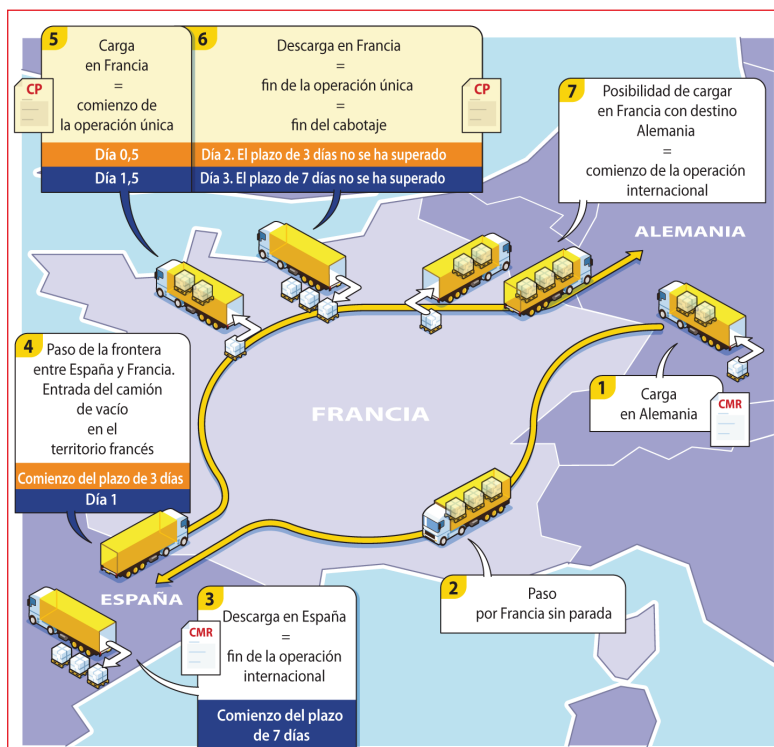 5
Carga
en Francia
=
comienzo de
la operación única
CP
Día 0,5
Día 1,5
6
Descarga en Francia
=
fin de la operación única
=
fin del cabotaje
CP
Día 2. El plazo de 3 días no se ha superado
Día 3. El plazo de 7 días no se ha superado
7
Posibilidad de cargar
en Francia con destino
Alemania
=
comienzo de la operación
internacional
ALEMANIA
4
Paso de la frontera
entre España y Francia.
Entrada del camión
de vacío
en el
territorio francés
Comienzo del plazo de 3 días
Día 1
FRANCIA
1
Carga
en Alemania
CMR
ESPAÑA
3
Descarga en España
=
fin de la operación
internacional
CMR
Comienzo del plazo
de 7 días
2
Paso
por Francia sin parada